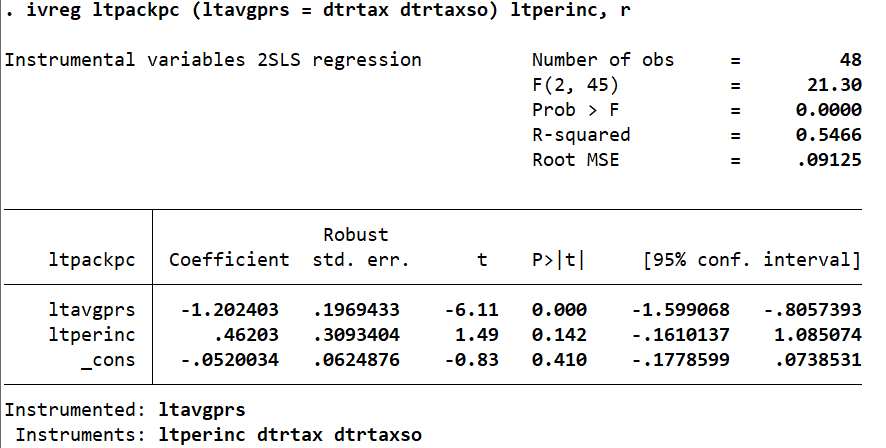 . ivreg ltpackpc (ltavgprs = dtrtax dtrtaxso) ltperinc, r
Instrumental variables 2SLS regression Number of obs = 48
F(2, 45) = 21.30
Prob > F = 0.0000
R-squared = 0.5466
Root MSE = .09125
Robust
ltpackpc Coefficient std. err. t P>|t| [95% conf. interval]
ltavgprs -1.202403 .1969433 -6.11 0.000 -1.599068 -.8057393
ltperinc .46203 .3093404 1.49 0.142 -.1610137 1.085074
_cons -.0520034 .0624876 -0.83 0.410 -.1778599 .0738531
Instrumented: ltavgprs
Instruments: ltperinc dtrtax dtrtaxso